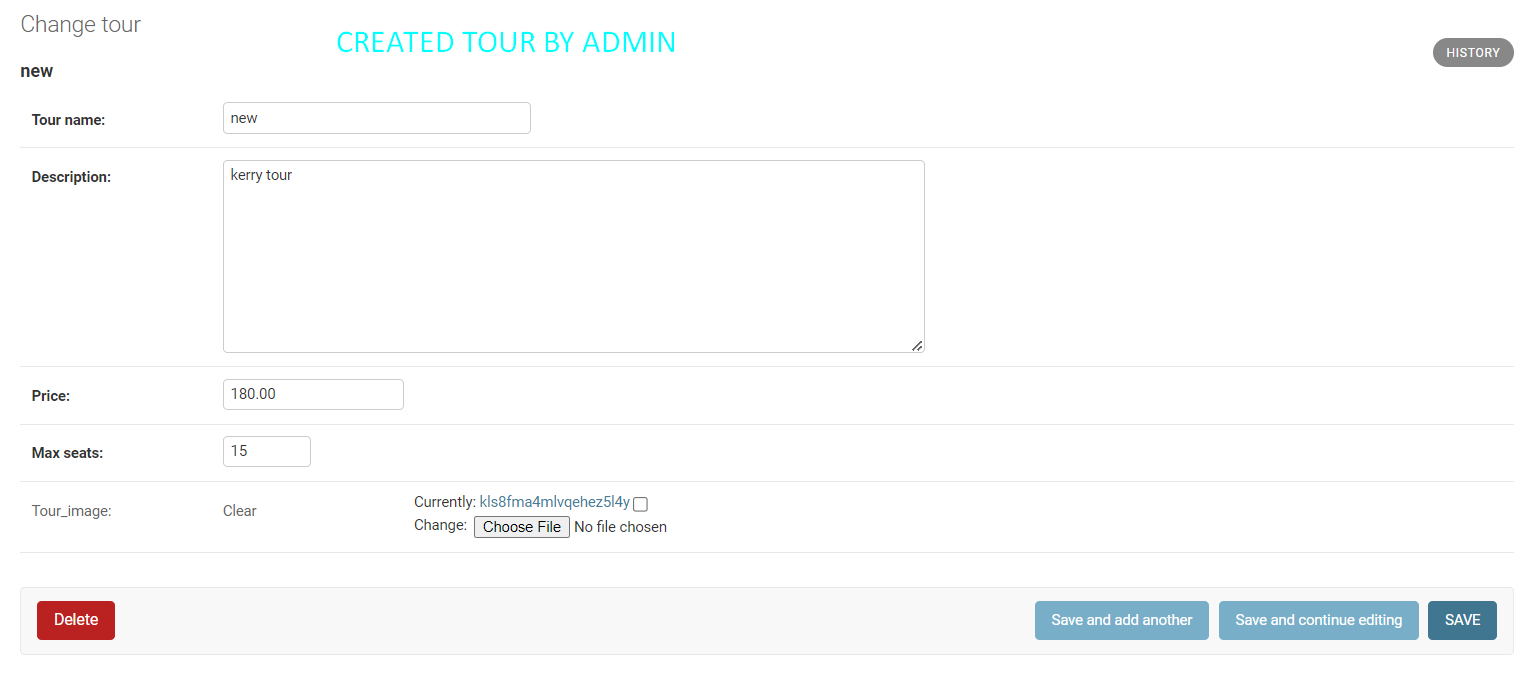 Change tour
CREATED TOUR BY ADMIN
HISTORY
new
Tour name: new
Description: kerry tour
Price: 180.00
Max seats: 15
Tour_image: Clear Currently: kls8fma4mlvqehez5l4y
Change: Choose File No file chosen
Delete Save and add another Save and continue editing SAVE